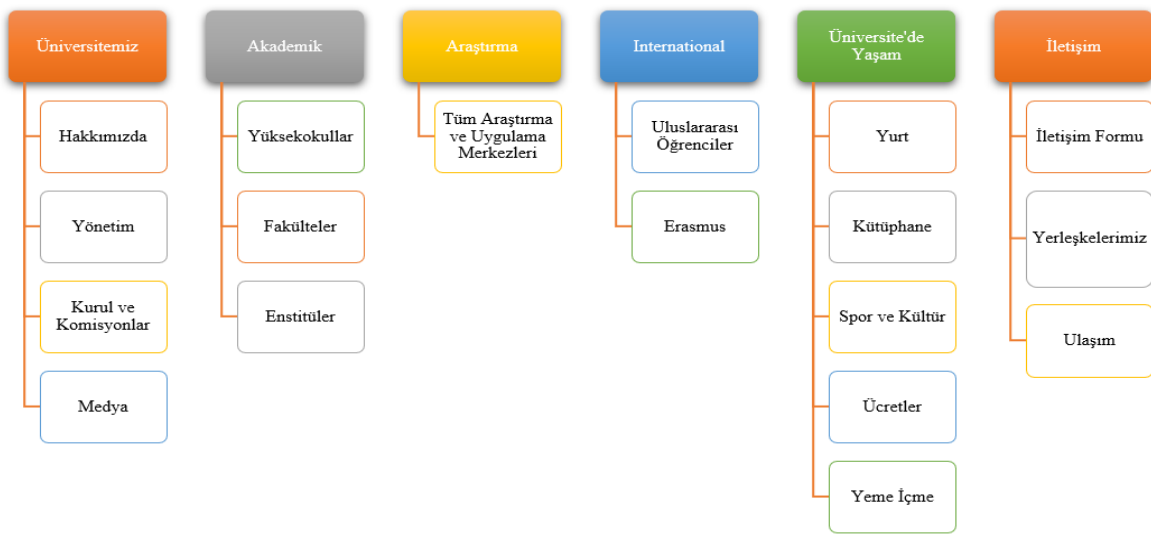 Üniversitemiz
Hakkımızda
Yönetim
Kurul ve
Komisyonlar
Medya
Akademik
Yüksekokullar
Fakülteler
Enstitüler
Araştırma
Tüm Araştırma
ve Uygulama
Merkezleri
International
Uluslararası
Öğrenciler
Erasmus
Üniversite'de
Yaşam
Yurt
Kütüphane
Spor ve Kültür
Ücretler
Yeme İçme
İletişim
İletişim Formu
Yerleşkelerimiz
Ulaşım